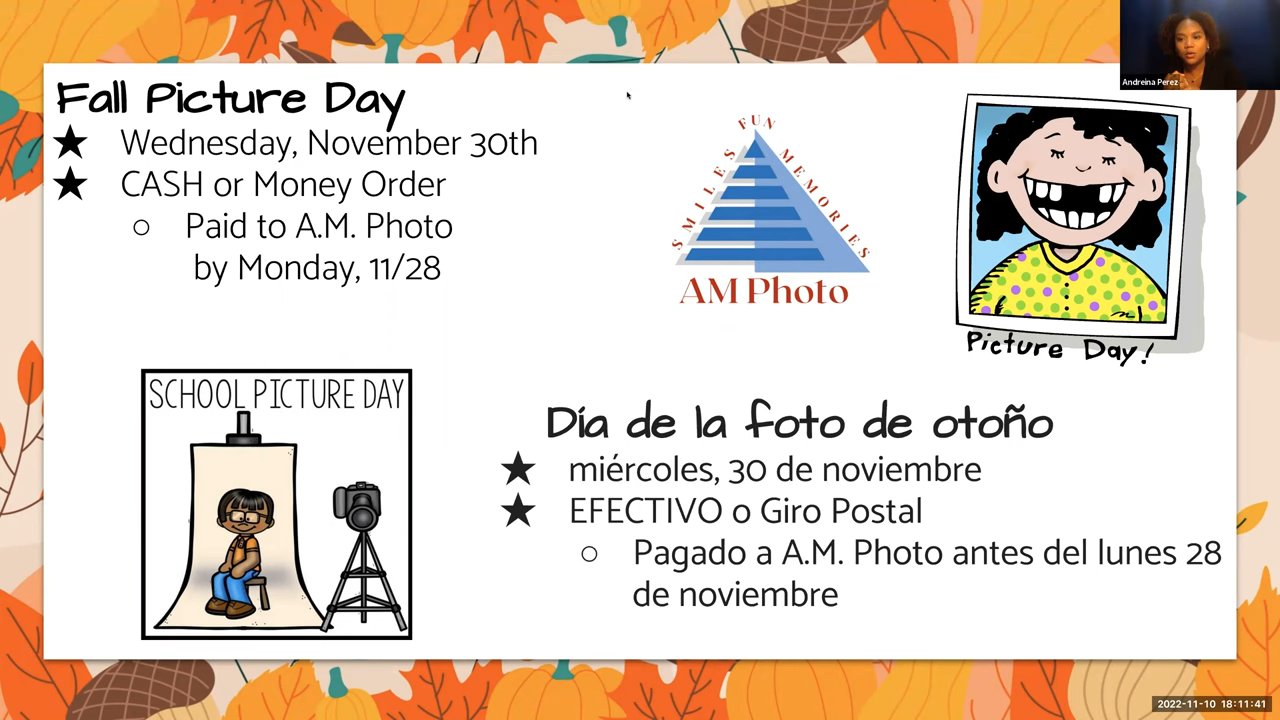 Fall Picture Day
★ Wednesday, November 30th
★ CASH or Money Order
○ Paid to A.M. Photo
by Monday, 11/28
FUN
SMILES
MEMORIES
AM Photo
Andreina Perez
Picture Day!
SCHOOL PICTURE DAY
Día de la foto de otoño
★ miércoles, 30 de noviembre
★ EFECTIVO o Giro Postal
○ Pagado a A.M. Photo antes del lunes 28
de noviembre
2022-11-10 18:11:41